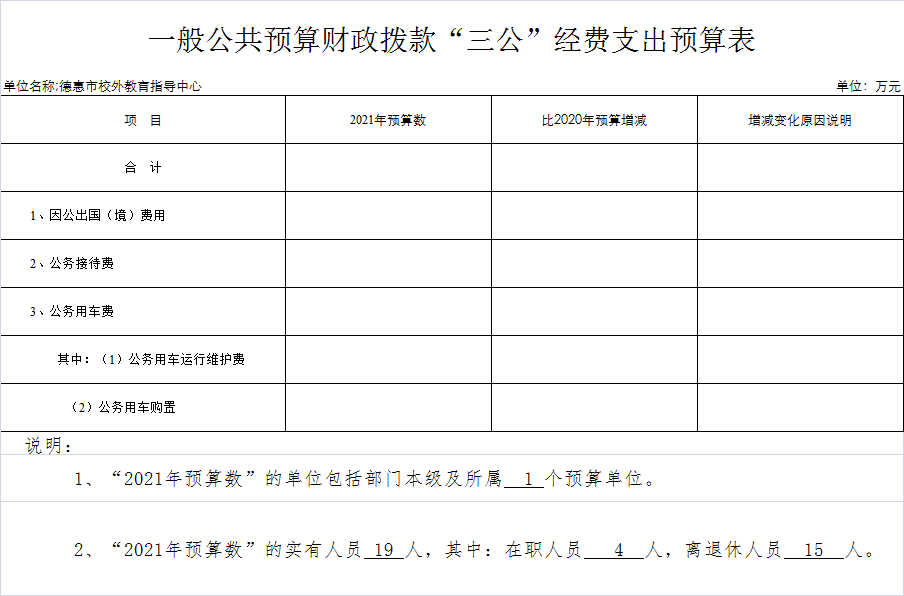 一般公共预算财政拨款“三公”经费支出预算表
单位名称:德惠市校外教育指导中心 单位：万元
项 目 2021年预算数 比2020年预算增减 增减变化原因说明
合 计
1、因公出国（境）费用
2、公务接待费
3、公务用车费
其中：（1）公务用车运行维护费
（2）公务用车购置
说明：
1、“2021年预算数”的单位包括部门本级及所属 1 个预算单位。
2、“2021年预算数”的实有人员 19 人，其中：在职人员 4 人，离退休人员 15 人。